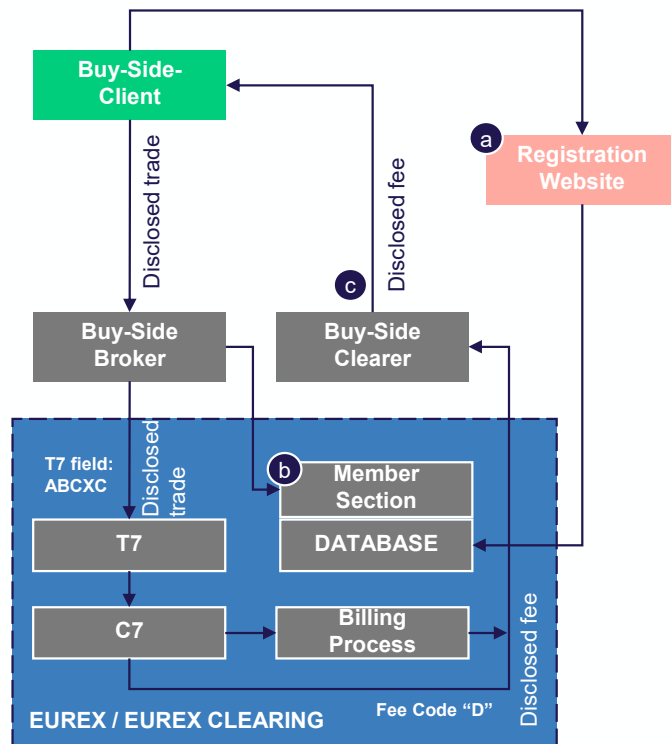 Buy-Side-
Client
a
Registration
Website
Disclosed trade
Disclosed fee
c
Buy-Side
Broker
Buy-Side
Clearer
T7 field:
ABCXC
Disclosed
trade
b
Member
Section
T7
DATABASE
C7
Billing
Process
Disclosed fee
Fee Code “D”
EUREX / EUREX CLEARING